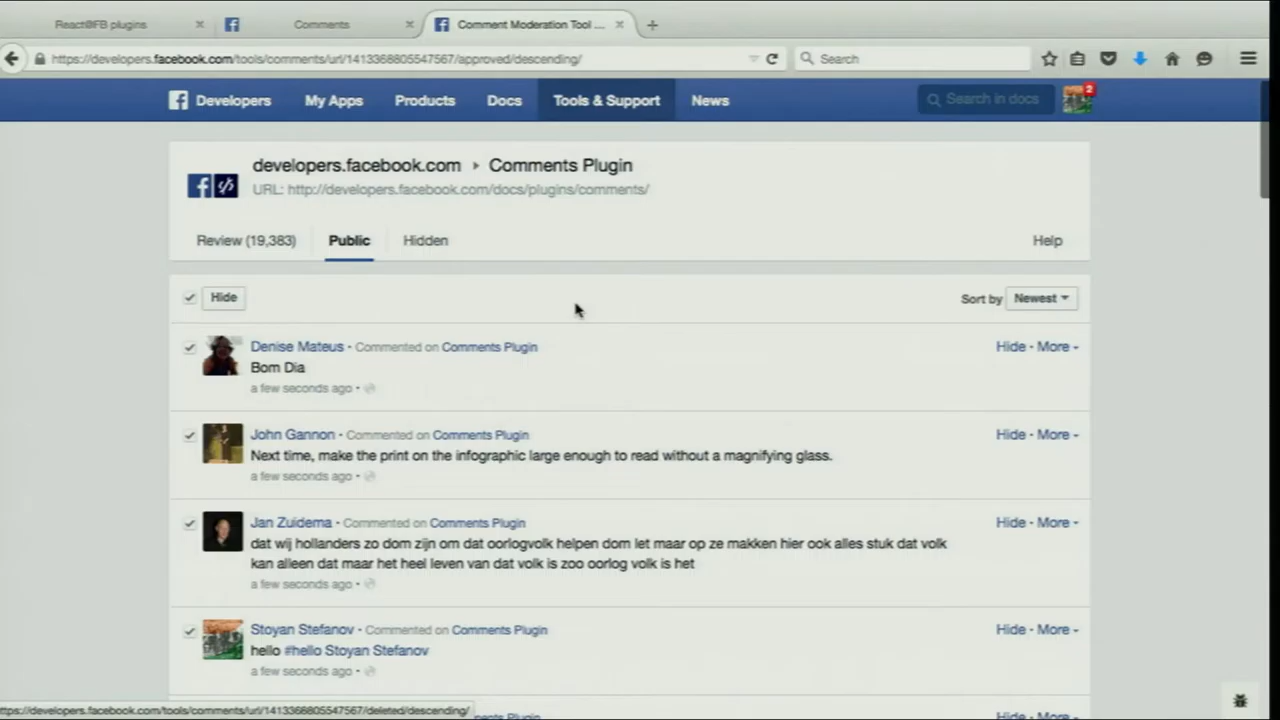 React@FB plugins
Comments
Comment Moderation Tool ...
https://developers.facebook.com/tools/comments/url/1413368805547567/approved/descending/
Search
Developers My Apps Products Docs Tools & Support News
Search in docs
2
developers.facebook.com ▸ Comments Plugin
URL: http://developers.facebook.com/docs/plugins/comments/
Review (19,383) Public Hidden Help
Hide Sort by Newest
Denise Mateus · Commented on Comments Plugin Hide · More
Bom Dia
a few seconds ago ·
John Gannon · Commented on Comments Plugin Hide · More
Next time, make the print on the infographic large enough to read without a magnifying glass.
a few seconds ago ·
Jan Zuidema · Commented on Comments Plugin Hide · More
dat wij hollanders zo dom zijn om dat oorlogvolk helpen dom let maar op ze makken hier ook alles stuk dat volk
kan alleen dat maar het heel leven van dat volk is zoo oorlog volk is het
a few seconds ago ·
Stoyan Stefanov · Commented on Comments Plugin Hide · More
hello #hello Stoyan Stefanov
a few seconds ago ·
ttps://developers.facebook.com/tools/comments/url/1413368805547567/deleted/descending/